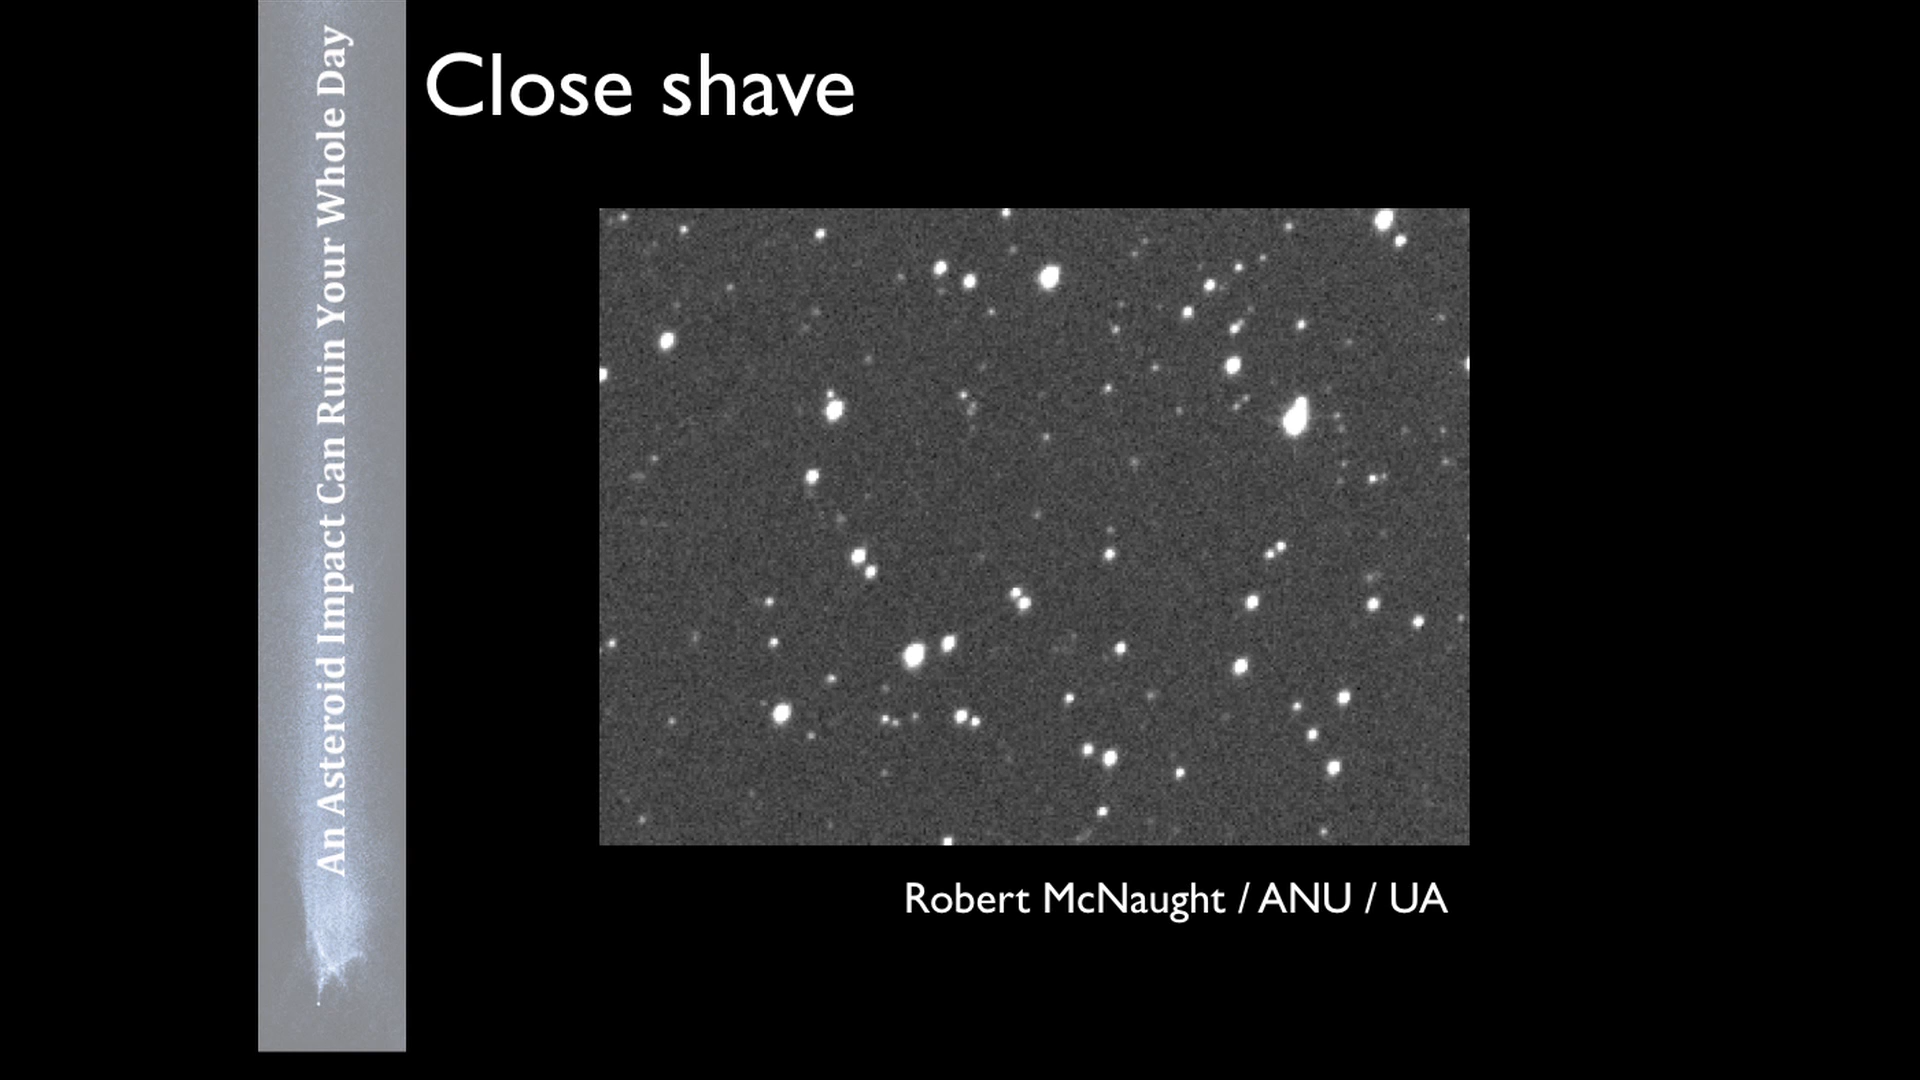 An Asteroid Impact Can Ruin Your Whole Day
Close shave
Robert McNaught / ANU / UA